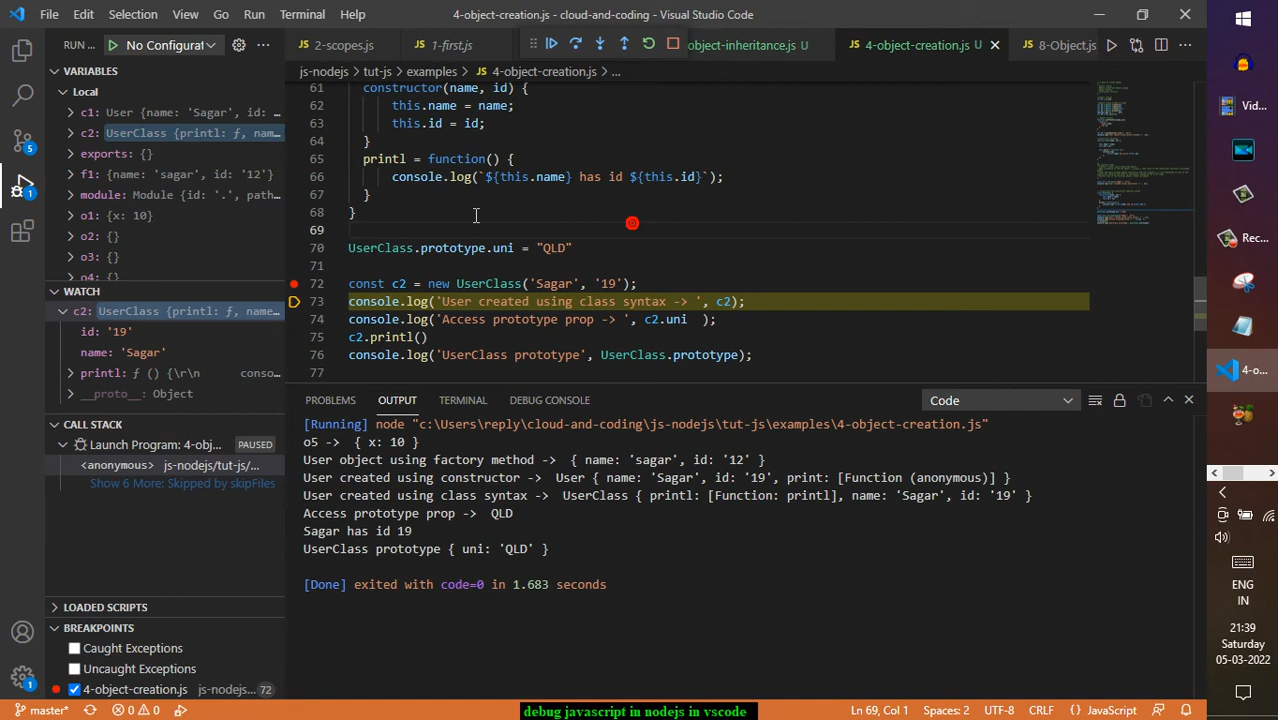 File Edit Selection View Go Run Terminal Help
4-object-creation.js - cloud-and-coding - Visual Studio Code
RUN ... No Configurat
2-scopes.js
1-first.js
object-inheritance.js U
4-object-creation.js U
8-Object.js
js-nodejs > tut-js > examples > 4-object-creation.js > ...
VARIABLES
Local
c1: User {name: 'Sagar', id: ...
c2: UserClass {printl: ƒ, nam...
exports: {}
f1: {name: 'sagar', id: '12'}
module: Module {id: '.', path...
o1: {x: 10}
o2: {}
o3: {}
o4: {}
WATCH
c2: UserClass {printl: ƒ, name...
id: '19'
name: 'Sagar'
printl: ƒ () {\r\n conso...
__proto__: Object
CALL STACK
Launch Program: 4-obj... PAUSED
<anonymous> js-nodejs/tut-js/...
Show 6 More: Skipped by skipFiles
LOADED SCRIPTS
BREAKPOINTS
Caught Exceptions
Uncaught Exceptions
4-object-creation.js js-nodejs... 72
61 constructor(name, id) {
62 this.name = name;
63 this.id = id;
64 }
65 printl = function() {
66 console.log(`${this.name} has id ${this.id}`);
67 }
68 }
69
70 UserClass.prototype.uni = "QLD"
71
72 const c2 = new UserClass('Sagar', '19');
73 console.log('User created using class syntax -> ', c2);
74 console.log('Access prototype prop -> ', c2.uni );
75 c2.printl()
76 console.log('UserClass prototype', UserClass.prototype);
77
PROBLEMS OUTPUT TERMINAL DEBUG CONSOLE Code
[Running] node "c:\Users\reply\cloud-and-coding\js-nodejs\tut-js\examples\4-object-creation.js"
o5 -> { x: 10 }
User object using factory method -> { name: 'sagar', id: '12' }
User created using constructor -> User { name: 'Sagar', id: '19', print: [Function (anonymous)] }
User created using class syntax -> UserClass { printl: [Function: printl], name: 'Sagar', id: '19' }
Access prototype prop -> QLD
Sagar has id 19
UserClass prototype { uni: 'QLD' }
[Done] exited with code=0 in 1.683 seconds
5
1
1
master*
0 0
debug javascript in nodejs in vscode
Ln 69, Col 1 Spaces: 2 UTF-8 CRLF JavaScript
Vid...
Rec...
4-o...
ENG
IN
21:39
Saturday
05-03-2022